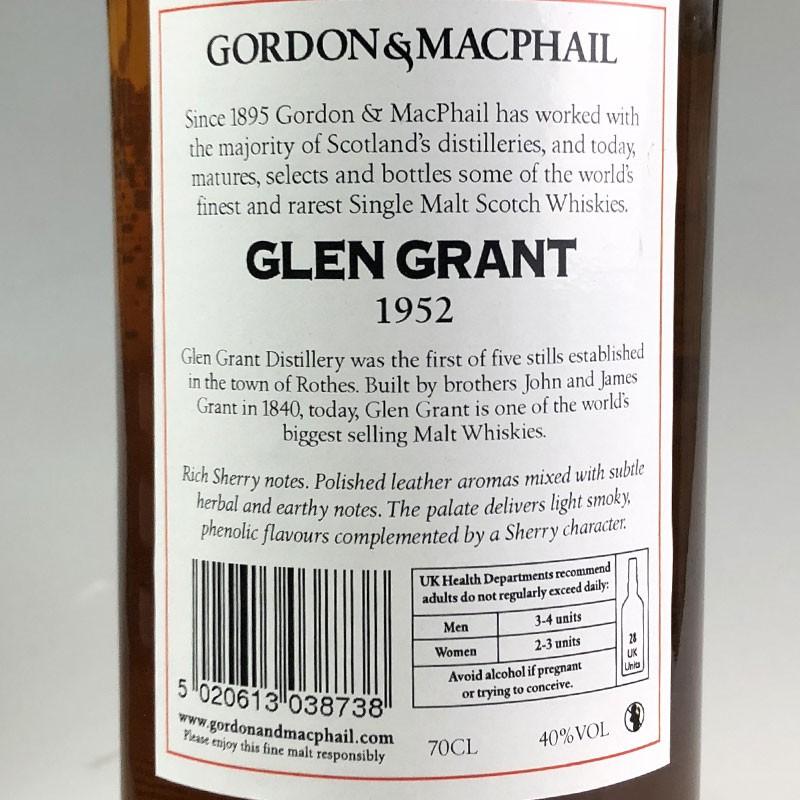 GORDON & MACPHAIL
Since 1895 Gordon & MacPhail has worked with
the majority of Scotland's distilleries, and today,
matures, selects and bottles some of the world's
finest and rarest Single Malt Scotch Whiskies.
GLEN GRANT
1952
Glen Grant Distillery was the first of five stills established
in the town of Rothes. Built by brothers John and James
Grant in 1840, today, Glen Grant is one of the world's
biggest selling Malt Whiskies.
Rich Sherry notes. Polished leather aromas mixed with subtle
herbal and earthy notes. The palate delivers light smoky,
phenolic flavours complemented by a Sherry character.
5 020613 038738
www.gordonandmacphail.com
Please enjoy this fine malt responsibly
UK Health Departments recommend
adults do not regularly exceed daily:
Men 3-4 units
Women 2-3 units
Avoid alcohol if pregnant
or trying to conceive.
28
UK
Units
70CL 40%VOL